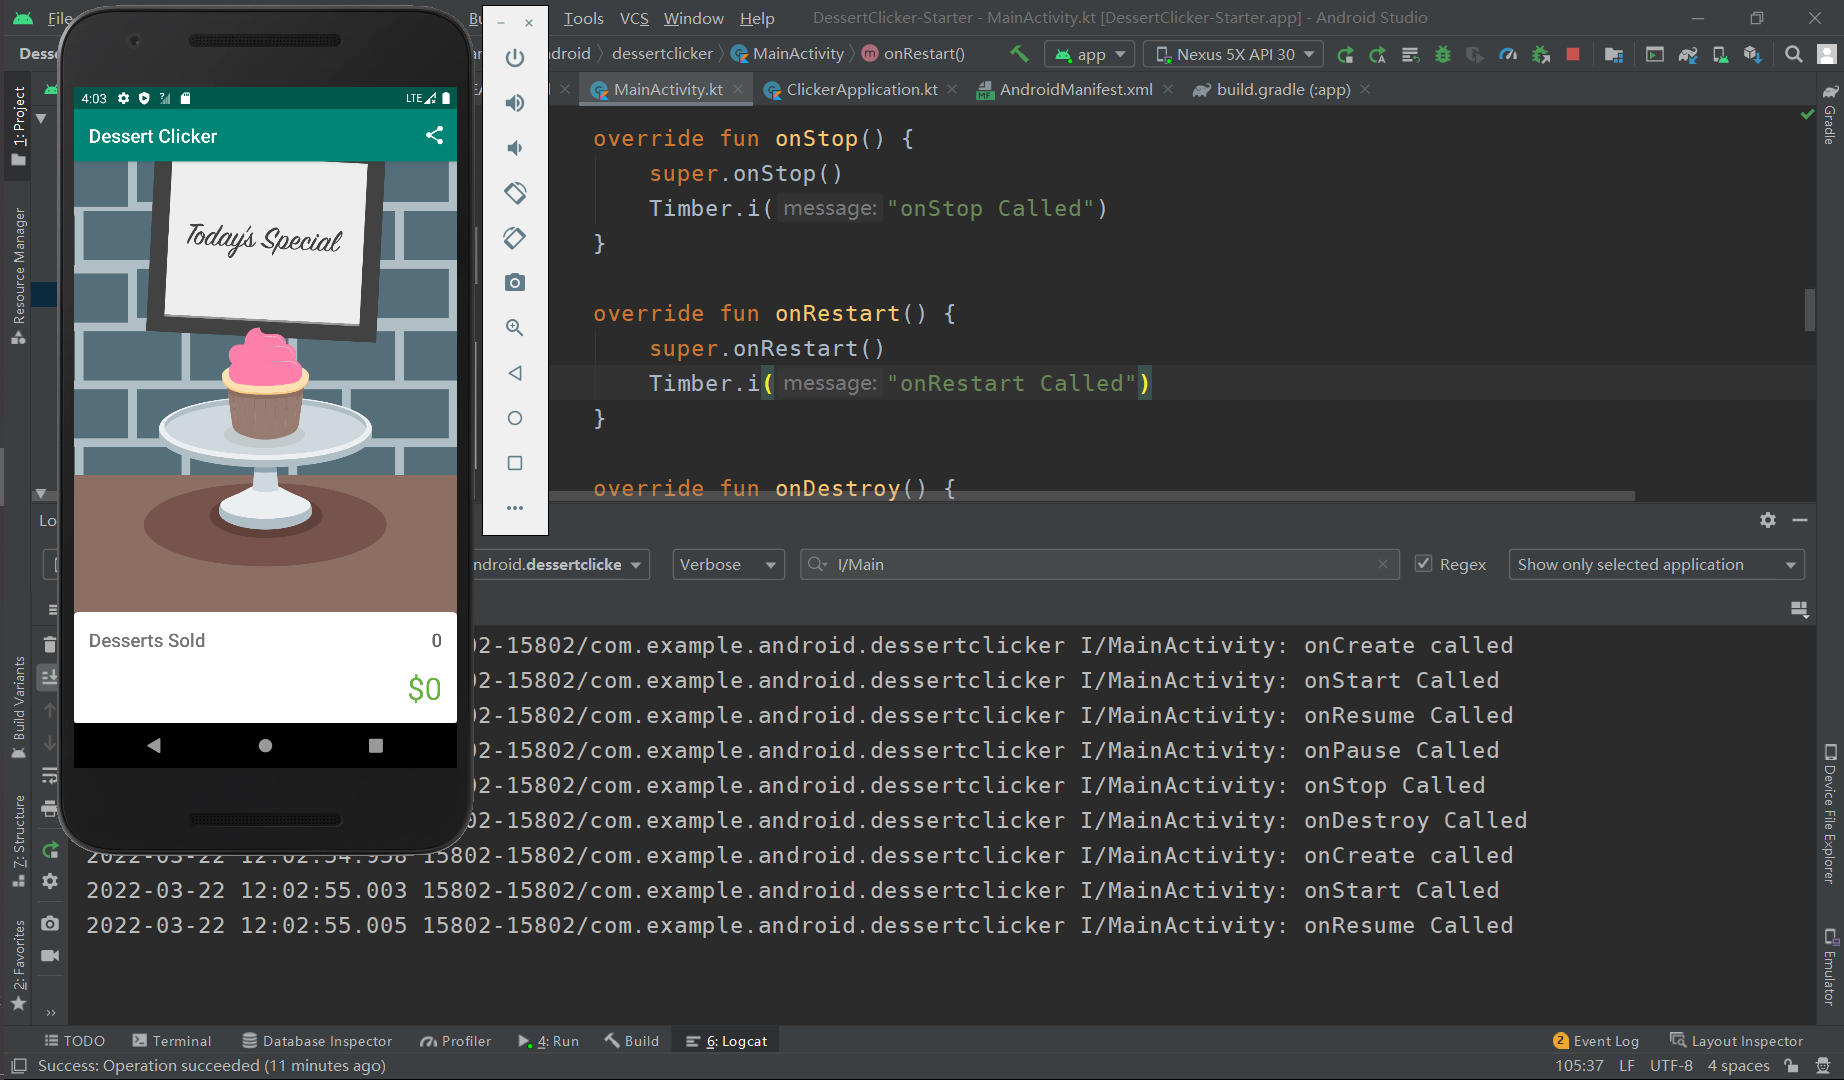 File
Tools VCS Window Help
DessertClicker-Starter - MainActivity.kt [DessertClicker-Starter.app] - Android Studio
dessertclicker MainActivity onRestart()
app
Nexus 5X API 30
MainActivity.kt
ClickerApplication.kt
AndroidManifest.xml
build.gradle (:app)
1: Project
Resource Manager
Build Variants
7: Structure
2: Favorites
Gradle
Device File Explorer
Emulator
4:03
LTE
Dessert Clicker
Today's Special
Desserts Sold 0
$0
override fun onStop() {
super.onStop()
Timber.i( message: "onStop Called")
}
override fun onRestart() {
super.onRestart()
Timber.i( message: "onRestart Called")
}
override fun onDestroy() {
ndroid.dessertclicke
Verbose
I/Main
Regex
Show only selected application
02-15802/com.example.android.dessertclicker I/MainActivity: onCreate called
02-15802/com.example.android.dessertclicker I/MainActivity: onStart Called
02-15802/com.example.android.dessertclicker I/MainActivity: onResume Called
02-15802/com.example.android.dessertclicker I/MainActivity: onPause Called
02-15802/com.example.android.dessertclicker I/MainActivity: onStop Called
02-15802/com.example.android.dessertclicker I/MainActivity: onDestroy Called
2022-03-22 12:02:54.958 15802-15802/com.example.android.dessertclicker I/MainActivity: onCreate called
2022-03-22 12:02:55.003 15802-15802/com.example.android.dessertclicker I/MainActivity: onStart Called
2022-03-22 12:02:55.005 15802-15802/com.example.android.dessertclicker I/MainActivity: onResume Called
TODO Terminal Database Inspector Profiler 4: Run Build 6: Logcat
2 Event Log Layout Inspector
Success: Operation succeeded (11 minutes ago)
105:37 LF UTF-8 4 spaces